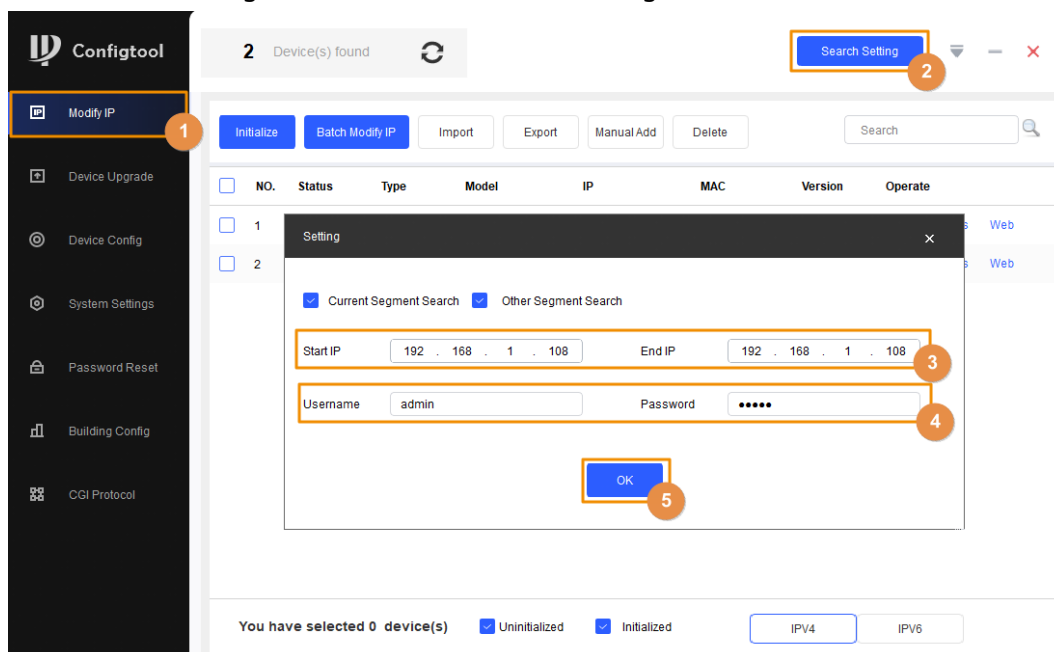 Configtool
2 Device(s) found
Search Setting
2
Modify IP
1
Device Upgrade
Device Config
System Settings
Password Reset
Building Config
CGI Protocol
Initialize Batch Modify IP Import Export Manual Add Delete Search
NO. Status Type Model IP MAC Version Operate
1 s Web
2 s Web
Setting
Current Segment Search Other Segment Search
Start IP 192 . 168 . 1 . 108 End IP 192 . 168 . 1 . 108
3
Username admin Password •••••
4
OK
5
You have selected 0 device(s) Uninitialized Initialized IPV4 IPV6